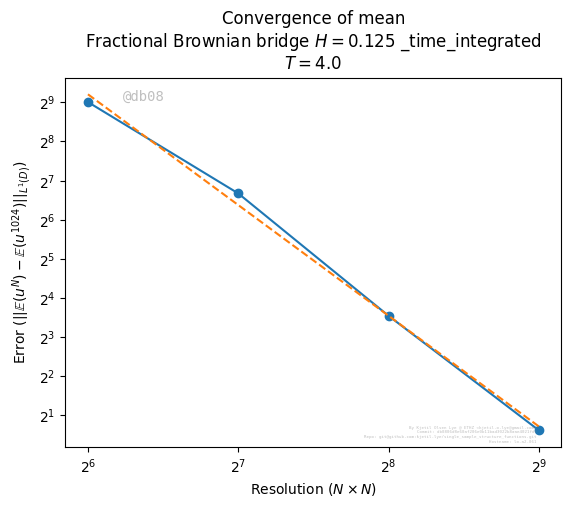 Convergence of mean
Fractional Brownian bridge H = 0.125 _time_integrated
T = 4.0
@db08
2^9
2^8
2^7
2^6
2^5
2^4
2^3
2^2
2^1
Error (||𝔼(u^N) − 𝔼(u^1024)||_L^1(D))
2^6 2^7 2^8 2^9
Resolution (N × N)